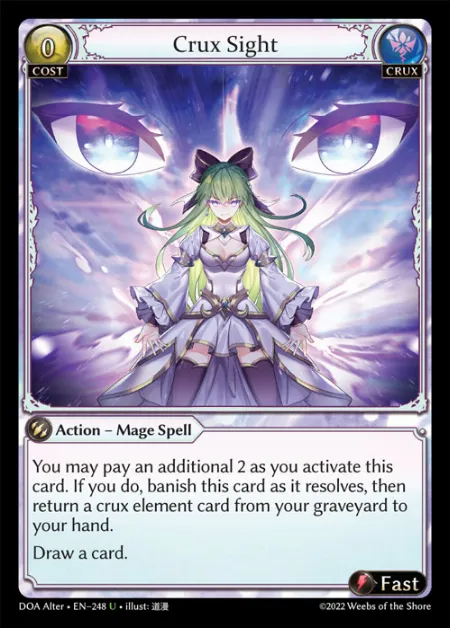 0
Crux Sight
COST
CRUX
Action – Mage Spell
You may pay an additional 2 as you activate this
card. If you do, banish this card as it resolves, then
return a crux element card from your graveyard to
your hand.
Draw a card.
Fast
DOA Alter • EN–248 U • illust: 道漫
©2022 Weebs of the Shore